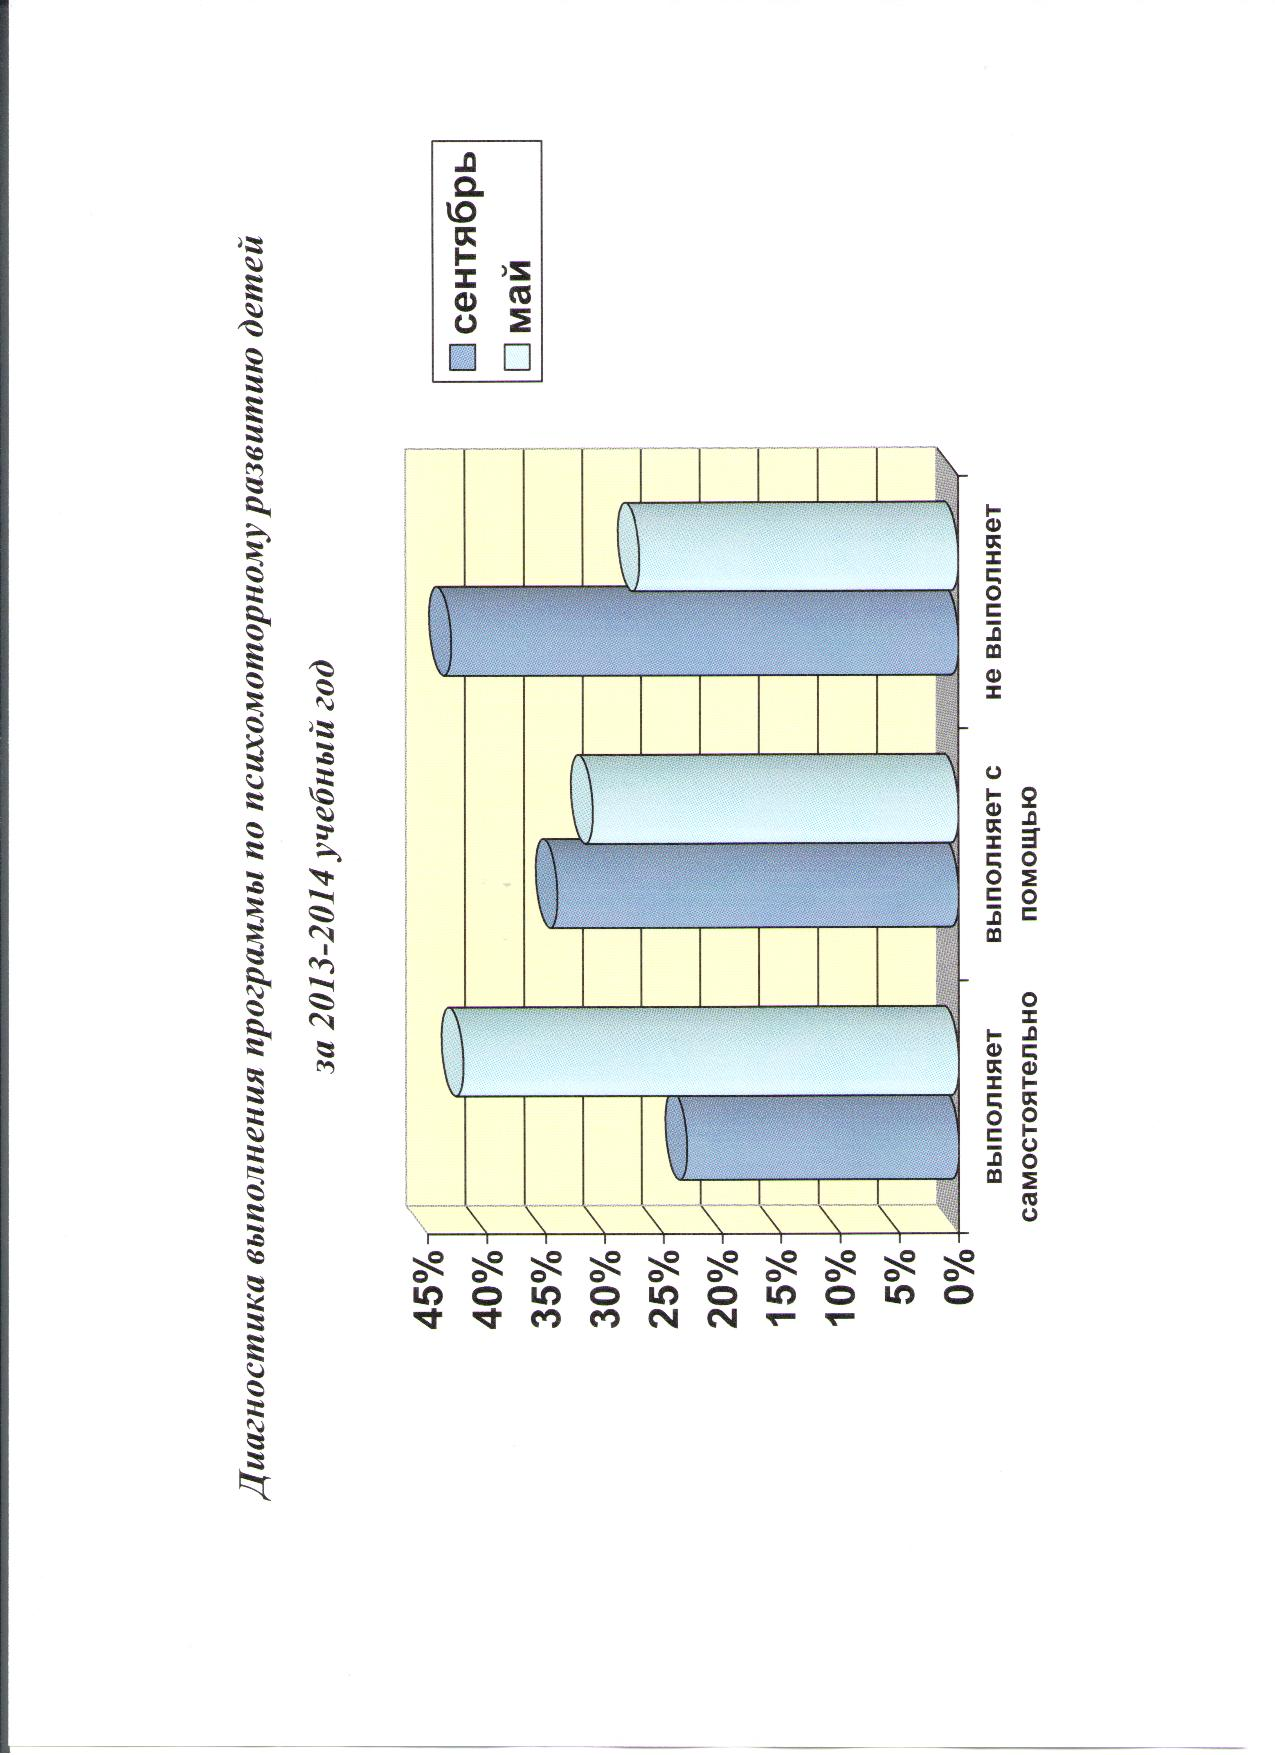 Диагностика выполнения программы по психомоторному развитию детей
за 2013-2014 учебный год
45%
40%
35%
30%
25%
20%
15%
10%
5%
0%
выполняет
самостоятельно
выполняет с
помощью
не выполняет
сентябрь
май